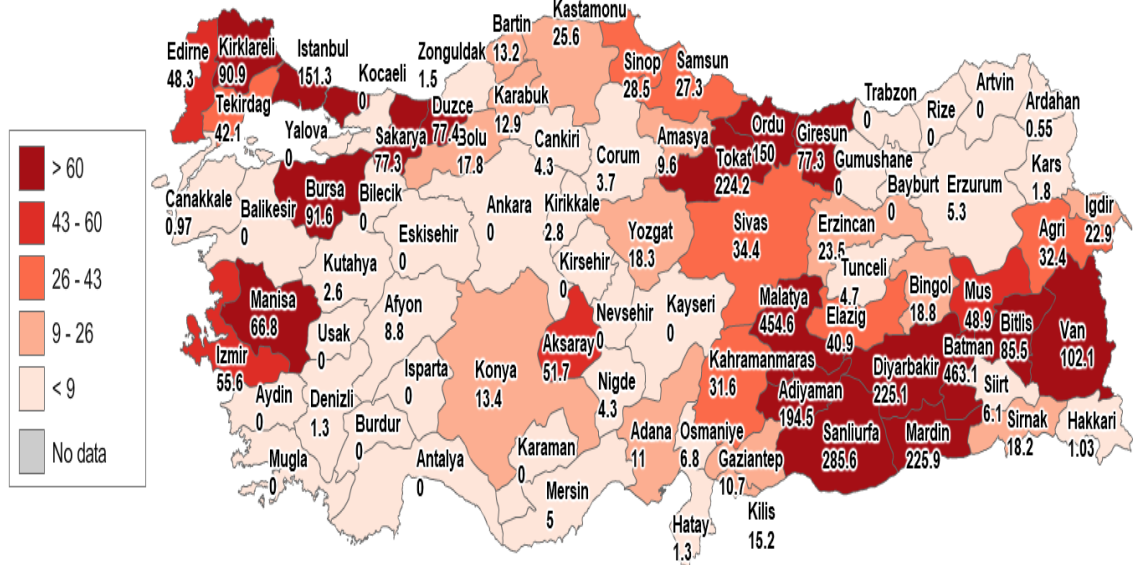 Kastamonu
25.6
Bartin
13.2
Edirne
48.3
Kirklareli
90.9
Istanbul
151.3
Zonguldak
1.5
Kocaeli
0
Sinop
28.5
Samsun
27.3
Tekirdag
42.1
Yalova
0
Sakarya
77.3
Duzce
77.4
Bolu
17.8
Karabuk
12.9
Cankiri
4.3
Corum
3.7
Amasya
9.6
Ordu
150
Tokat
224.2
Giresun
77.3
Trabzon
0
Rize
0
Artvin
0
Ardahan
0.55
Gumushane
0
Bayburt
0
Erzurum
5.3
Kars
1.8
Igdir
22.9
Agri
32.4
Canakkale
0.97
Balikesir
0
Bursa
91.6
Bilecik
0
Eskisehir
0
Ankara
0
Kirikkale
2.8
Yozgat
18.3
Sivas
34.4
Erzincan
23.5
Tunceli
4.7
Bingol
18.8
Mus
48.9
Bitlis
85.5
Van
102.1
Kutahya
2.6
Manisa
66.8
Usak
0
Afyon
8.8
Kirsehir
0
Nevsehir
0
Kayseri
0
Malatya
454.6
Elazig
40.9
Izmir
55.6
Aydin
0
Denizli
1.3
Isparta
0
Burdur
0
Konya
13.4
Aksaray
51.7
Nigde
4.3
Kahramanmaras
31.6
Adiyaman
194.5
Diyarbakir
225.1
Batman
463.1
Siirt
6.1
Sirnak
18.2
Hakkari
1.03
Mugla
0
Antalya
0
Karaman
0
Mersin
5
Adana
11
Osmaniye
6.8
Gaziantep
10.7
Sanliurfa
285.6
Mardin
225.9
Hatay
1.3
Kilis
15.2
> 60
43 - 60
26 - 43
9 - 26
< 9
No data